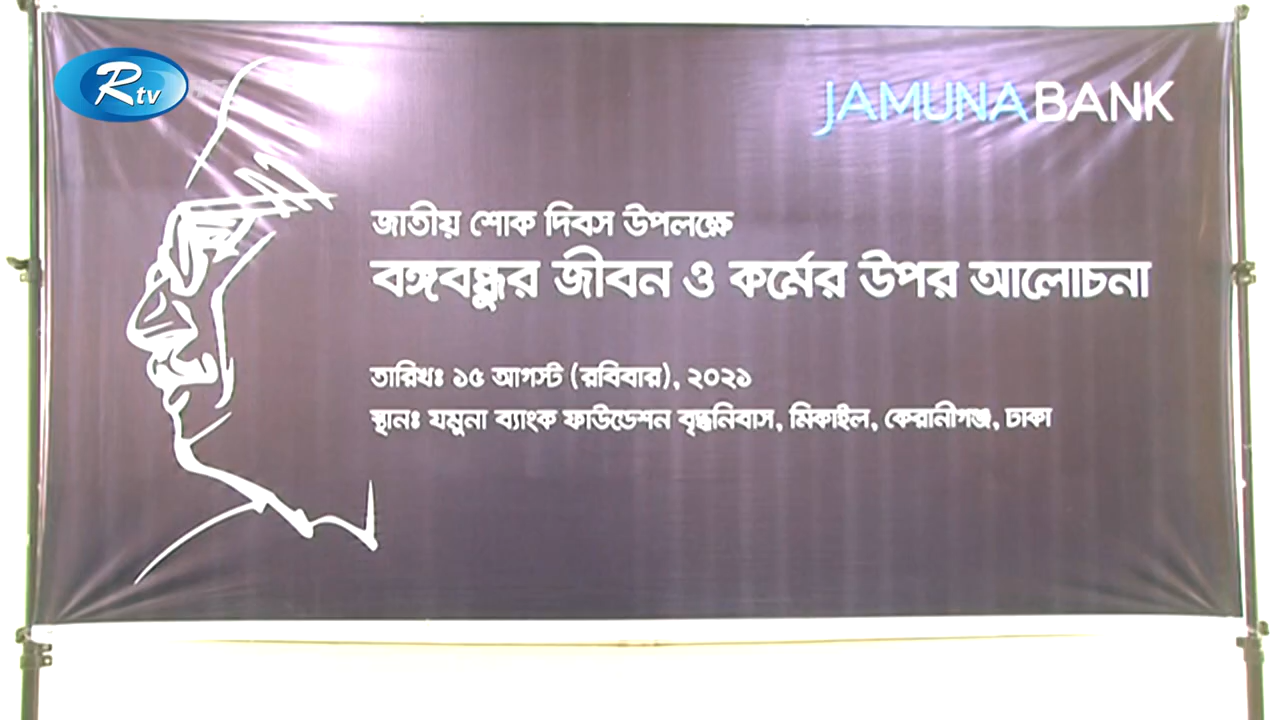 Rtv
JAMUNA BANK
জাতীয় শোক দিবস উপলক্ষে
বঙ্গবন্ধুর জীবন ও কর্মের উপর আলোচনা
তারিখঃ ১৫ আগস্ট (রবিবার), ২০২১
স্থানঃ যমুনা ব্যাংক ফাউন্ডেশন বৃদ্ধনিবাস, মিকাইল, কেরানীগঞ্জ, ঢাকা